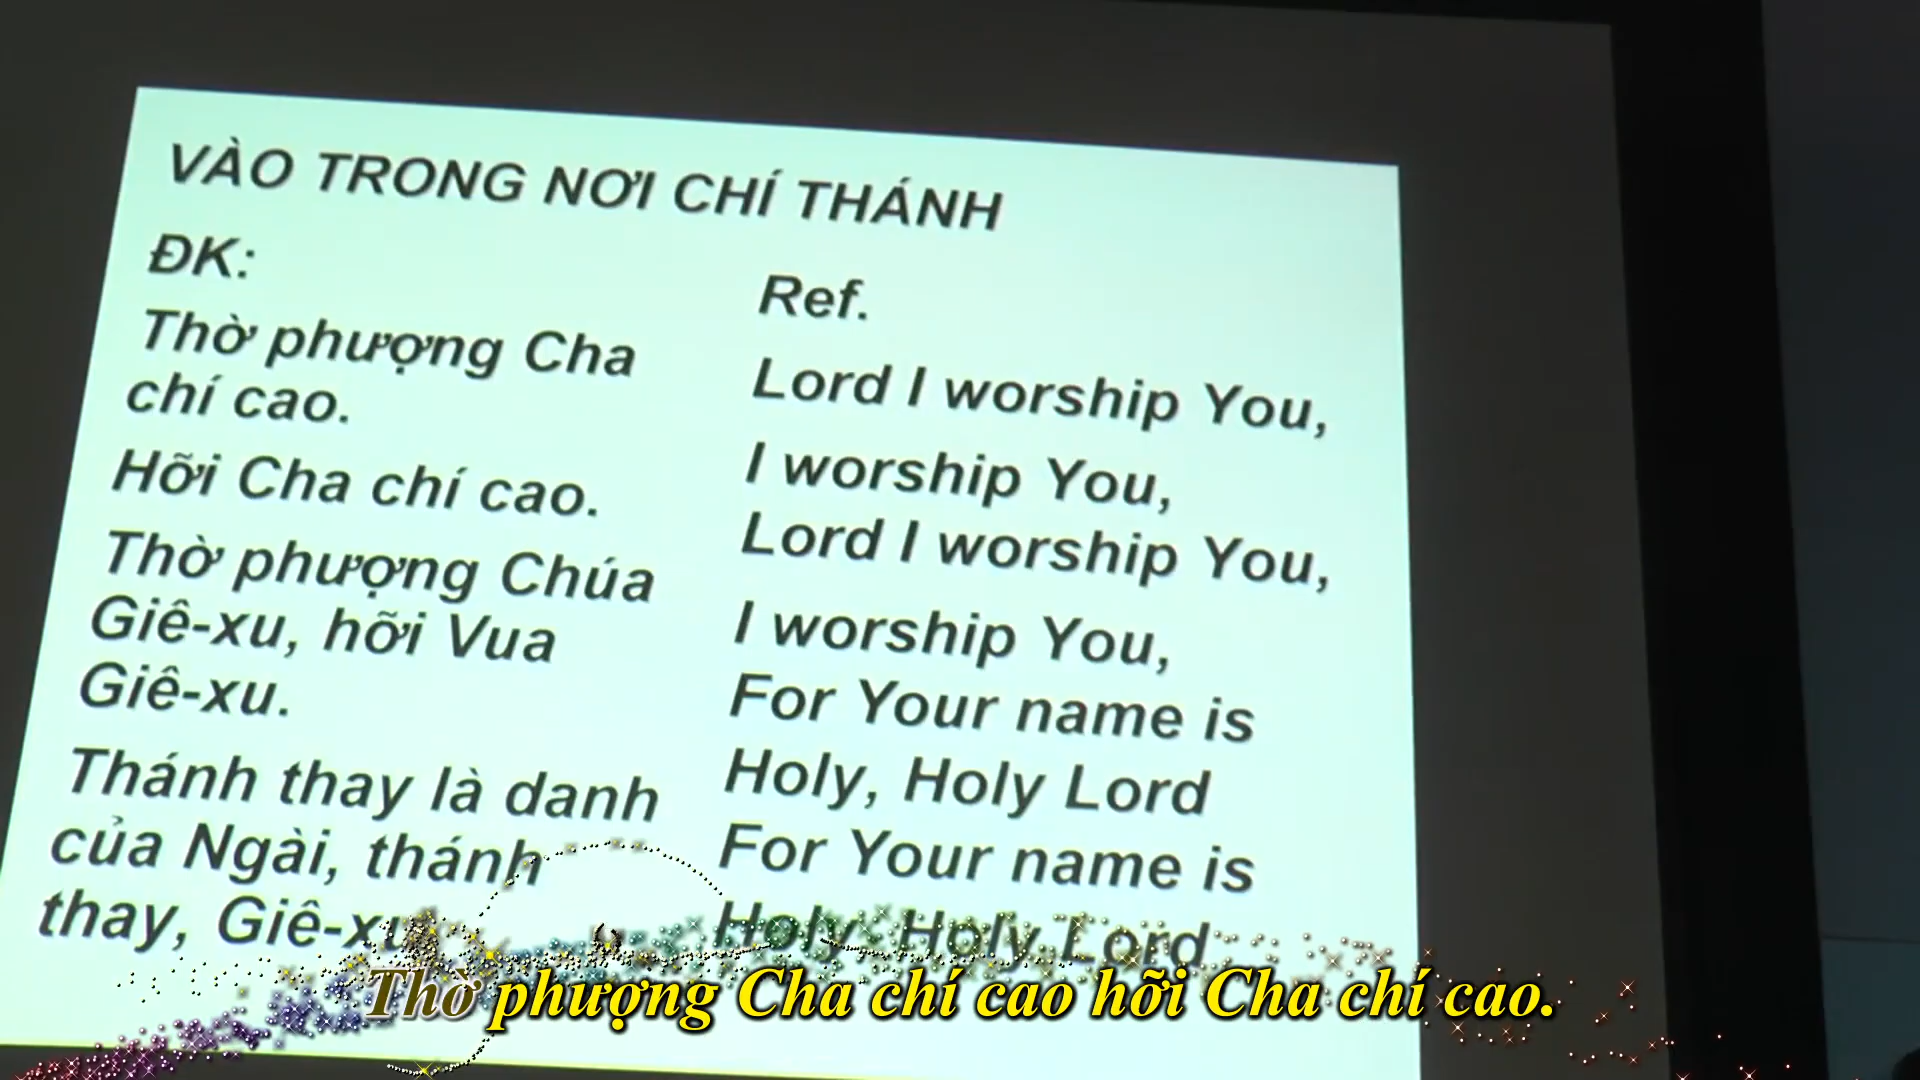 VÀO TRONG NƠI CHÍ THÁNH
ĐK:
Thờ phượng Cha
chí cao.
Hỡi Cha chí cao.
Thờ phượng Chúa
Giê-xu, hỡi Vua
Giê-xu.
Thánh thay là danh
của Ngài, thánh
thay, Giê-xu
Ref.
Lord I worship You,
I worship You,
Lord I worship You,
I worship You,
For Your name is
Holy, Holy Lord
For Your name is
Holy, Holy Lord
Thờ phượng Cha chí cao hỡi Cha chí cao.